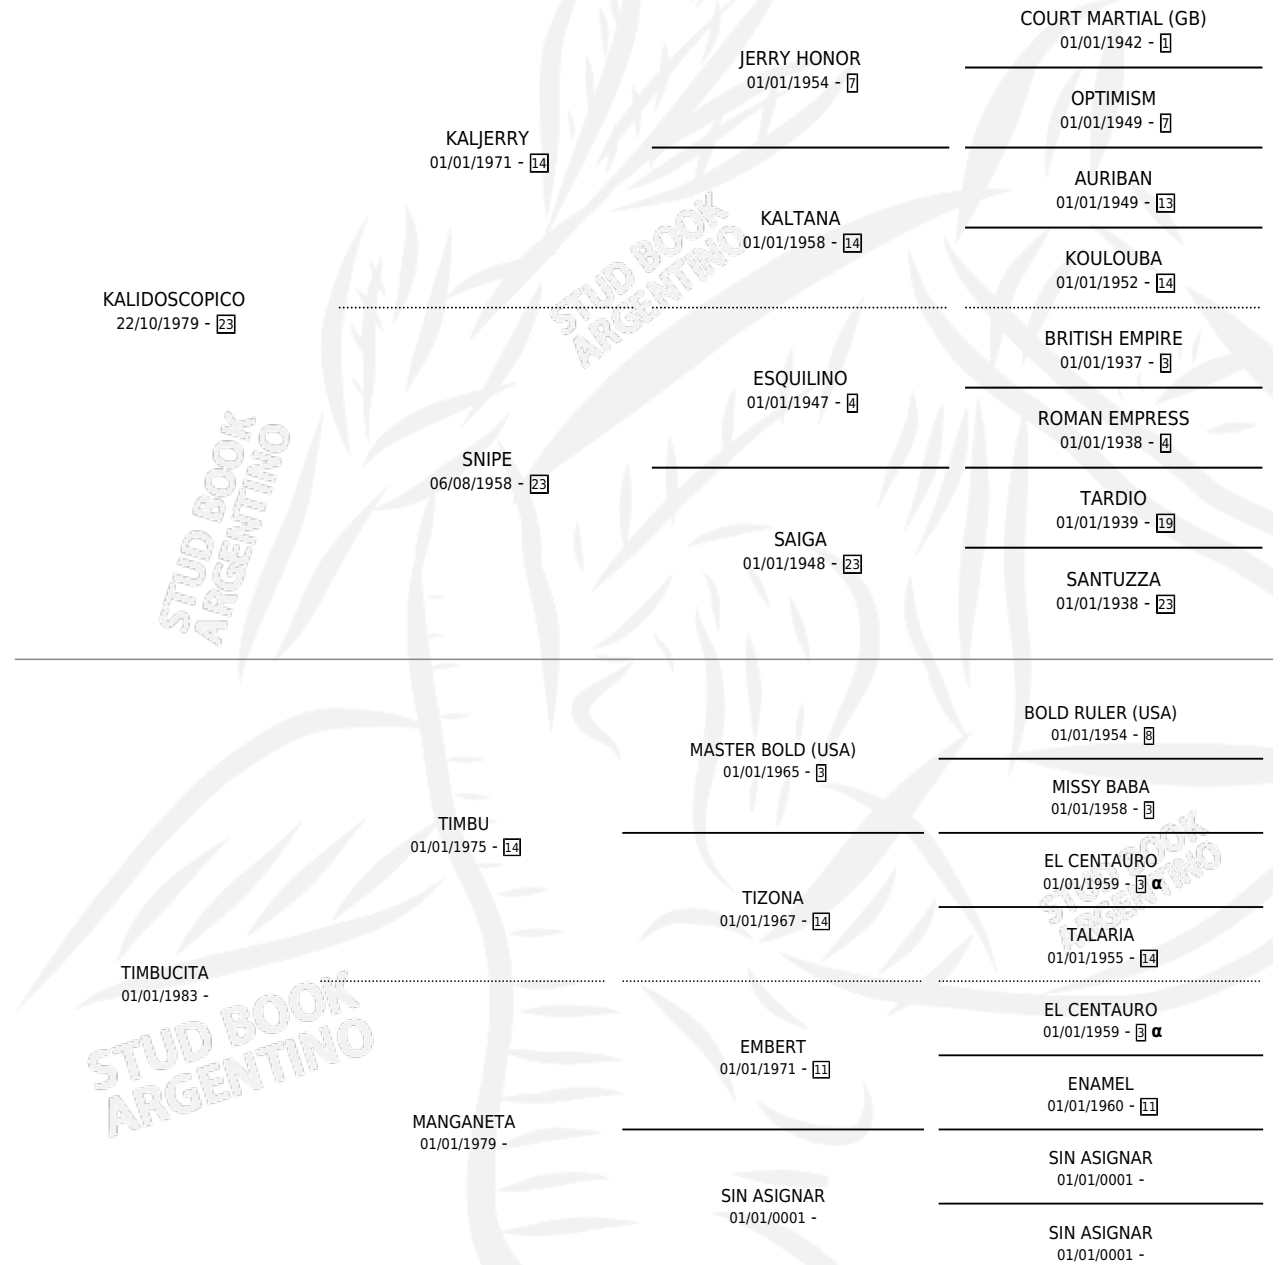 COURT MARTIAL (GB)
01/01/1942 - 1
JERRY HONOR
01/01/1954 - 7
OPTIMISM
01/01/1949 - 7
KALJERRY
01/01/1971 - 14
AURIBAN
01/01/1949 - 13
KALTANA
01/01/1958 - 14
KOULOUBA
01/01/1952 - 14
KALIDOSCOPICO
22/10/1979 - 23
BRITISH EMPIRE
01/01/1937 - 3
ESQUILINO
01/01/1947 - 4
ROMAN EMPRESS
01/01/1938 - 4
SNIPE
06/08/1958 - 23
TARDIO
01/01/1939 - 19
SAIGA
01/01/1948 - 23
SANTUZZA
01/01/1938 - 23
STUD BOOK
ARGENTINO
STUD BOOK
ARGENTINO
BOLD RULER (USA)
01/01/1954 - 8
MASTER BOLD (USA)
01/01/1965 - 3
MISSY BABA
01/01/1958 - 3
TIMBU
01/01/1975 - 14
EL CENTAURO
01/01/1959 - 3 α
TIZONA
01/01/1967 - 14
TALARIA
01/01/1955 - 14
STUD BOOK
ARGENTINO
TIMBUCITA
01/01/1983 -
EL CENTAURO
01/01/1959 - 3 α
EMBERT
01/01/1971 - 11
ENAMEL
01/01/1960 - 11
MANGANETA
01/01/1979 -
SIN ASIGNAR
01/01/0001 -
SIN ASIGNAR
01/01/0001 -
SIN ASIGNAR
01/01/0001 -
STUD BOOK
ARGENTINO